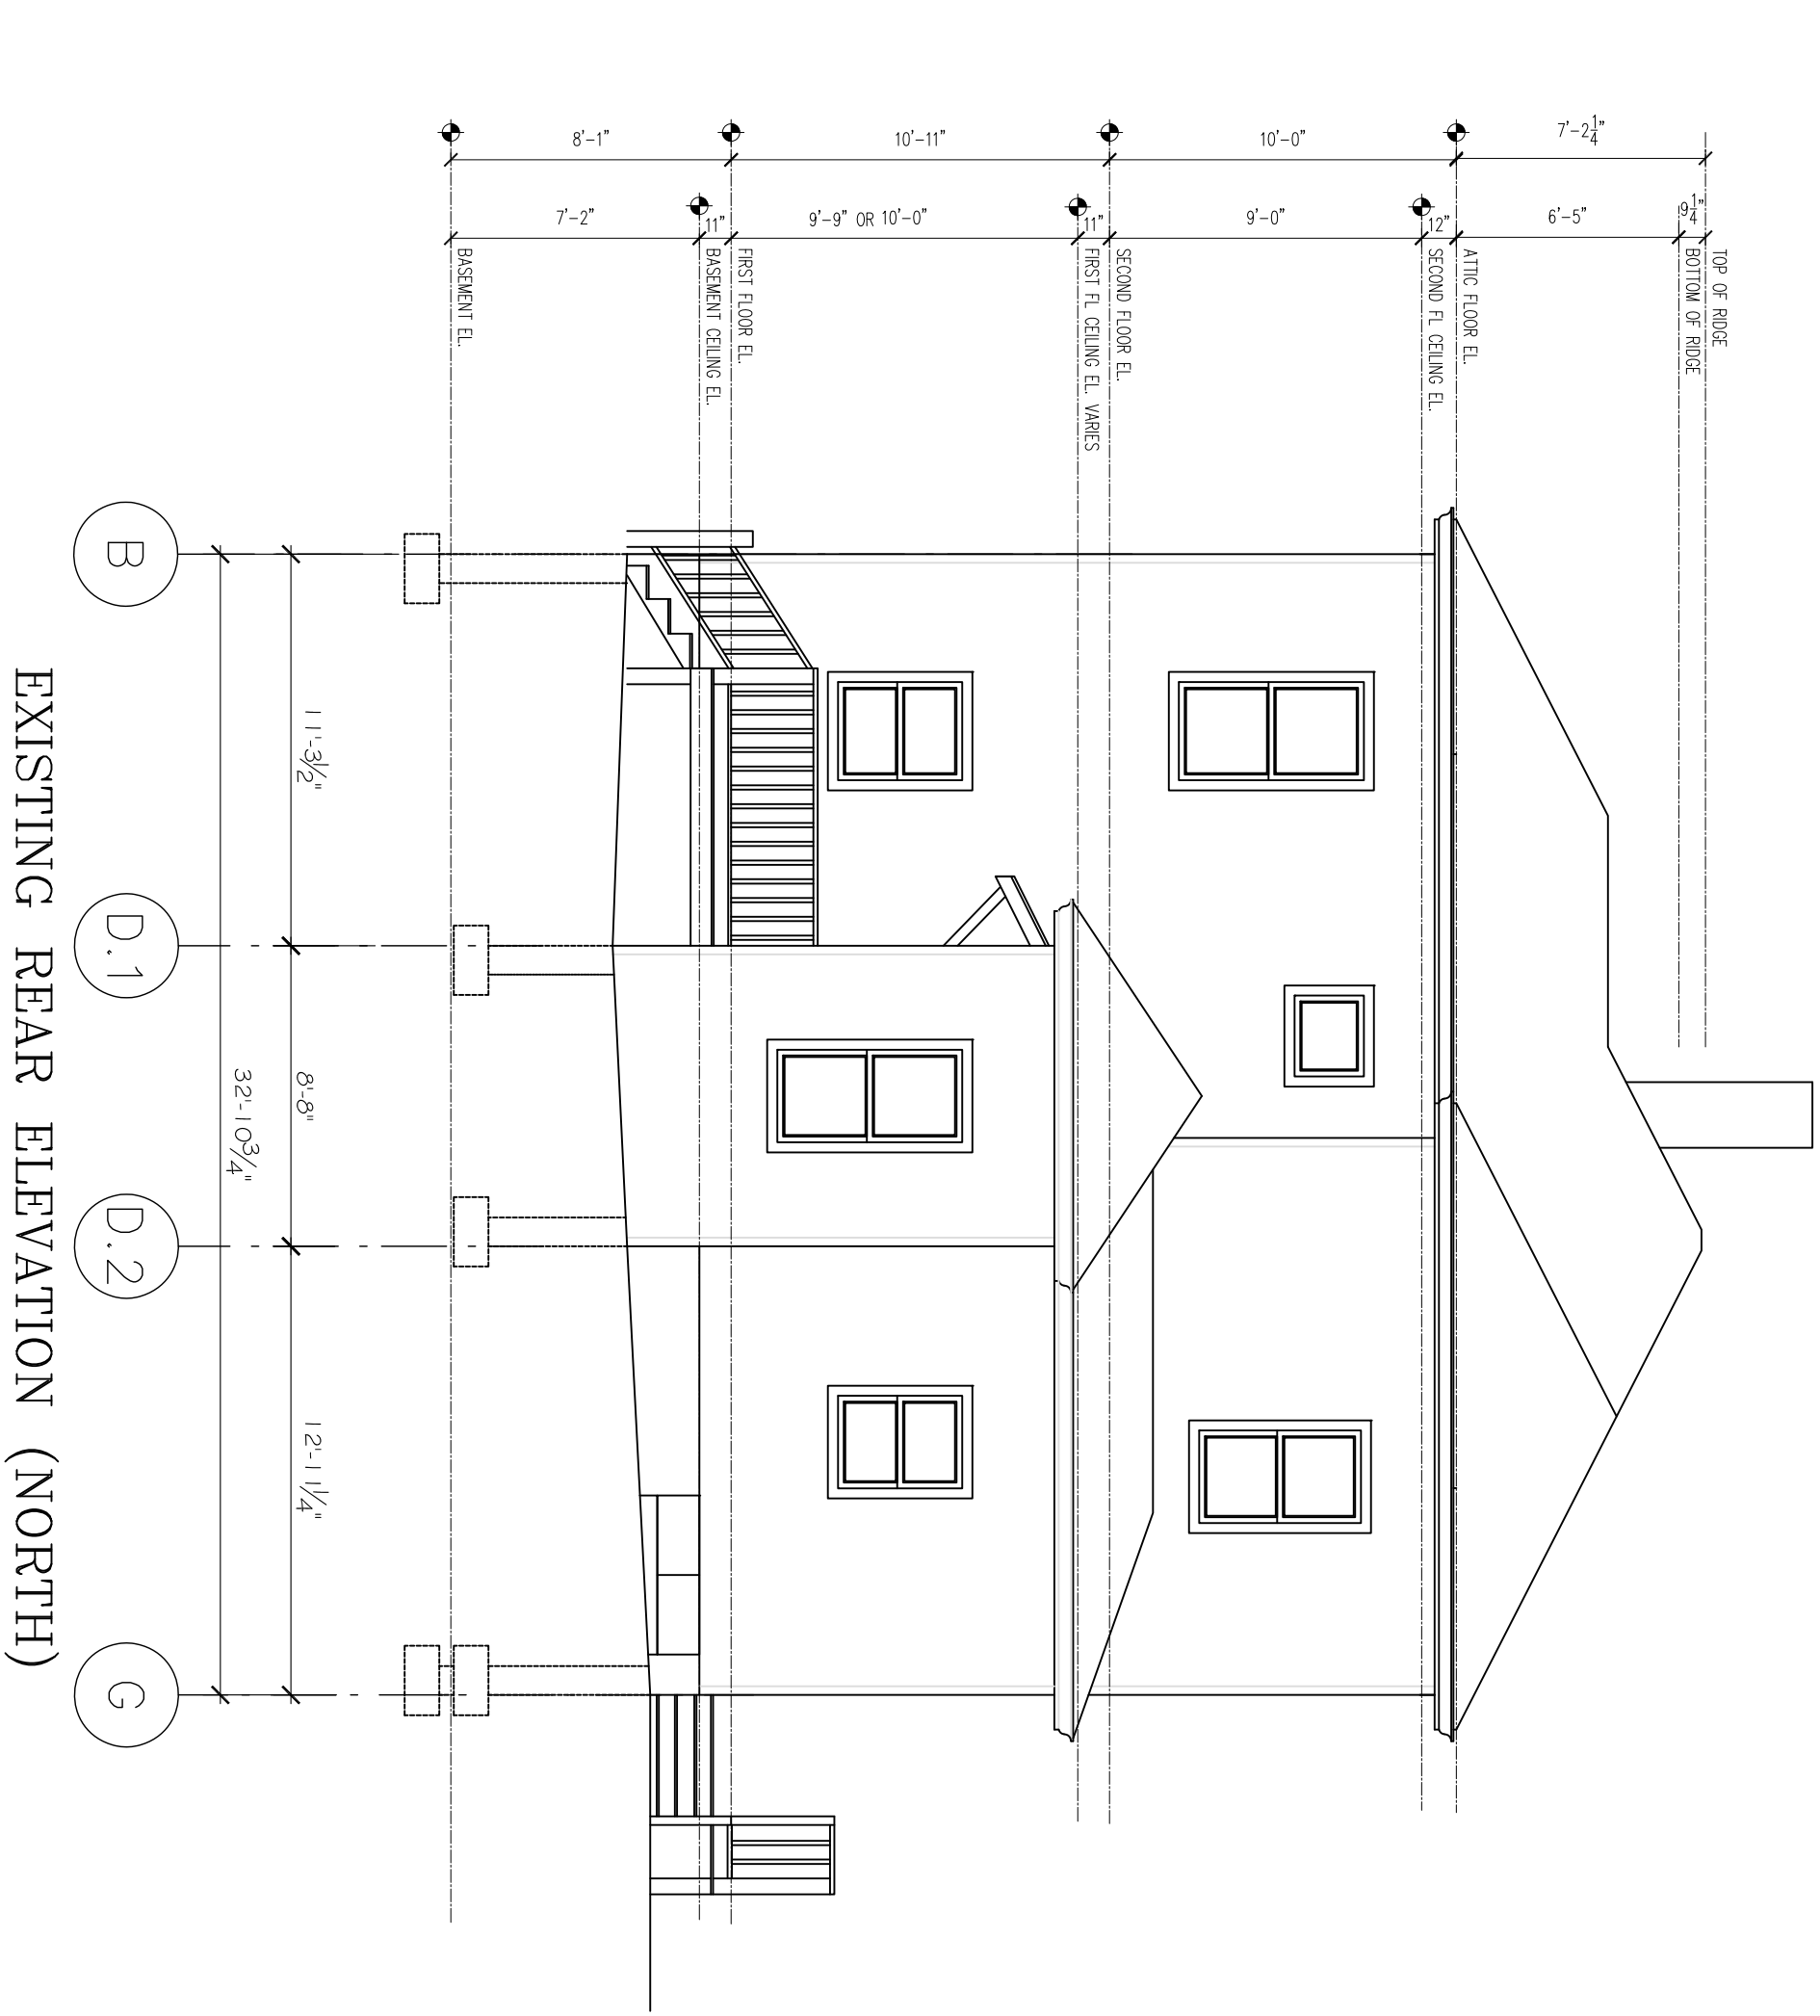 TOP OF RIDGE
7'-2 1/4"
9 1/4"
BOTTOM OF RIDGE
6'-5"
ATTIC FLOOR EL.
12"
SECOND FL CEILING EL.
10'-0"
9'-0"
SECOND FLOOR EL.
11"
FIRST FL CEILING EL. VARIES
10'-11"
9'-9" OR 10'-0"
FIRST FLOOR EL.
11"
BASEMENT CEILING EL.
8'-1"
7'-2"
BASEMENT EL.
11'-3 1/2"
8'-8"
12'-11 1/4"
32'-10 3/4"
B
D.1
D.2
G
EXISTING REAR ELEVATION (NORTH)